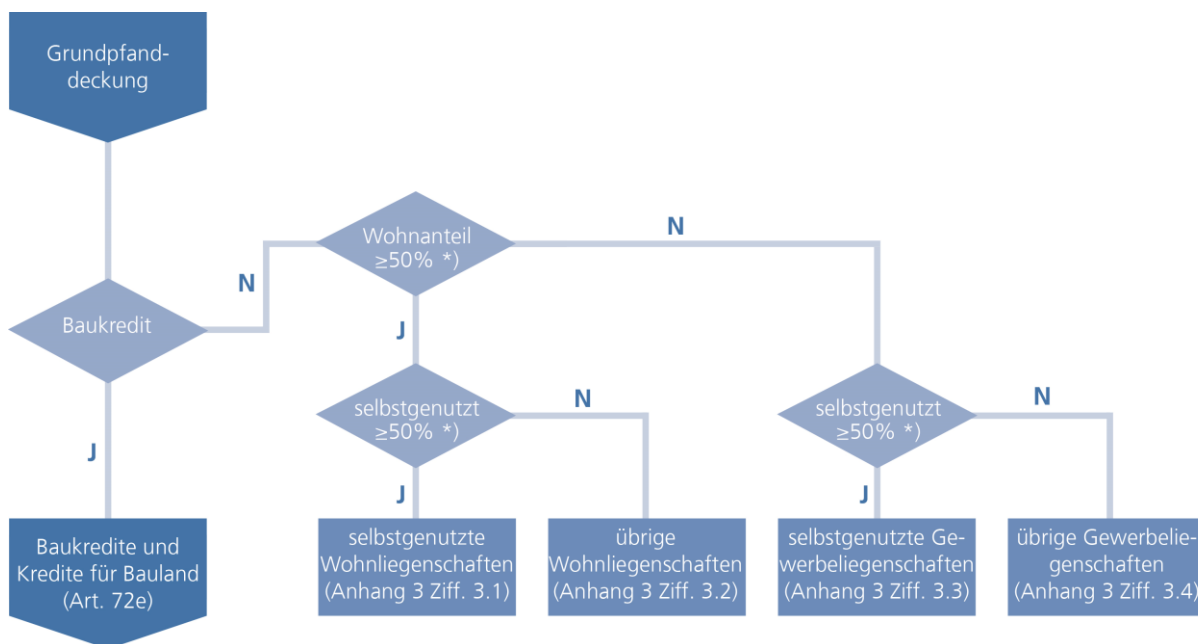 Grundpfand-
deckung
Wohnanteil
≥50% *)
N
N
Baukredit
J
selbstgenutzt
≥50% *)
N
selbstgenutzt
≥50% *)
N
J
J
J
Baukredite und
Kredite für Bauland
(Art. 72e)
selbstgenutzte
Wohnliegenschaften
(Anhang 3 Ziff. 3.1)
übrige
Wohnliegenschaften
(Anhang 3 Ziff. 3.2)
selbstgenutzte Ge-
werbeliegenschaften
(Anhang 3 Ziff. 3.3)
übrige Gewerbelie-
genschaften
(Anhang 3 Ziff. 3.4)